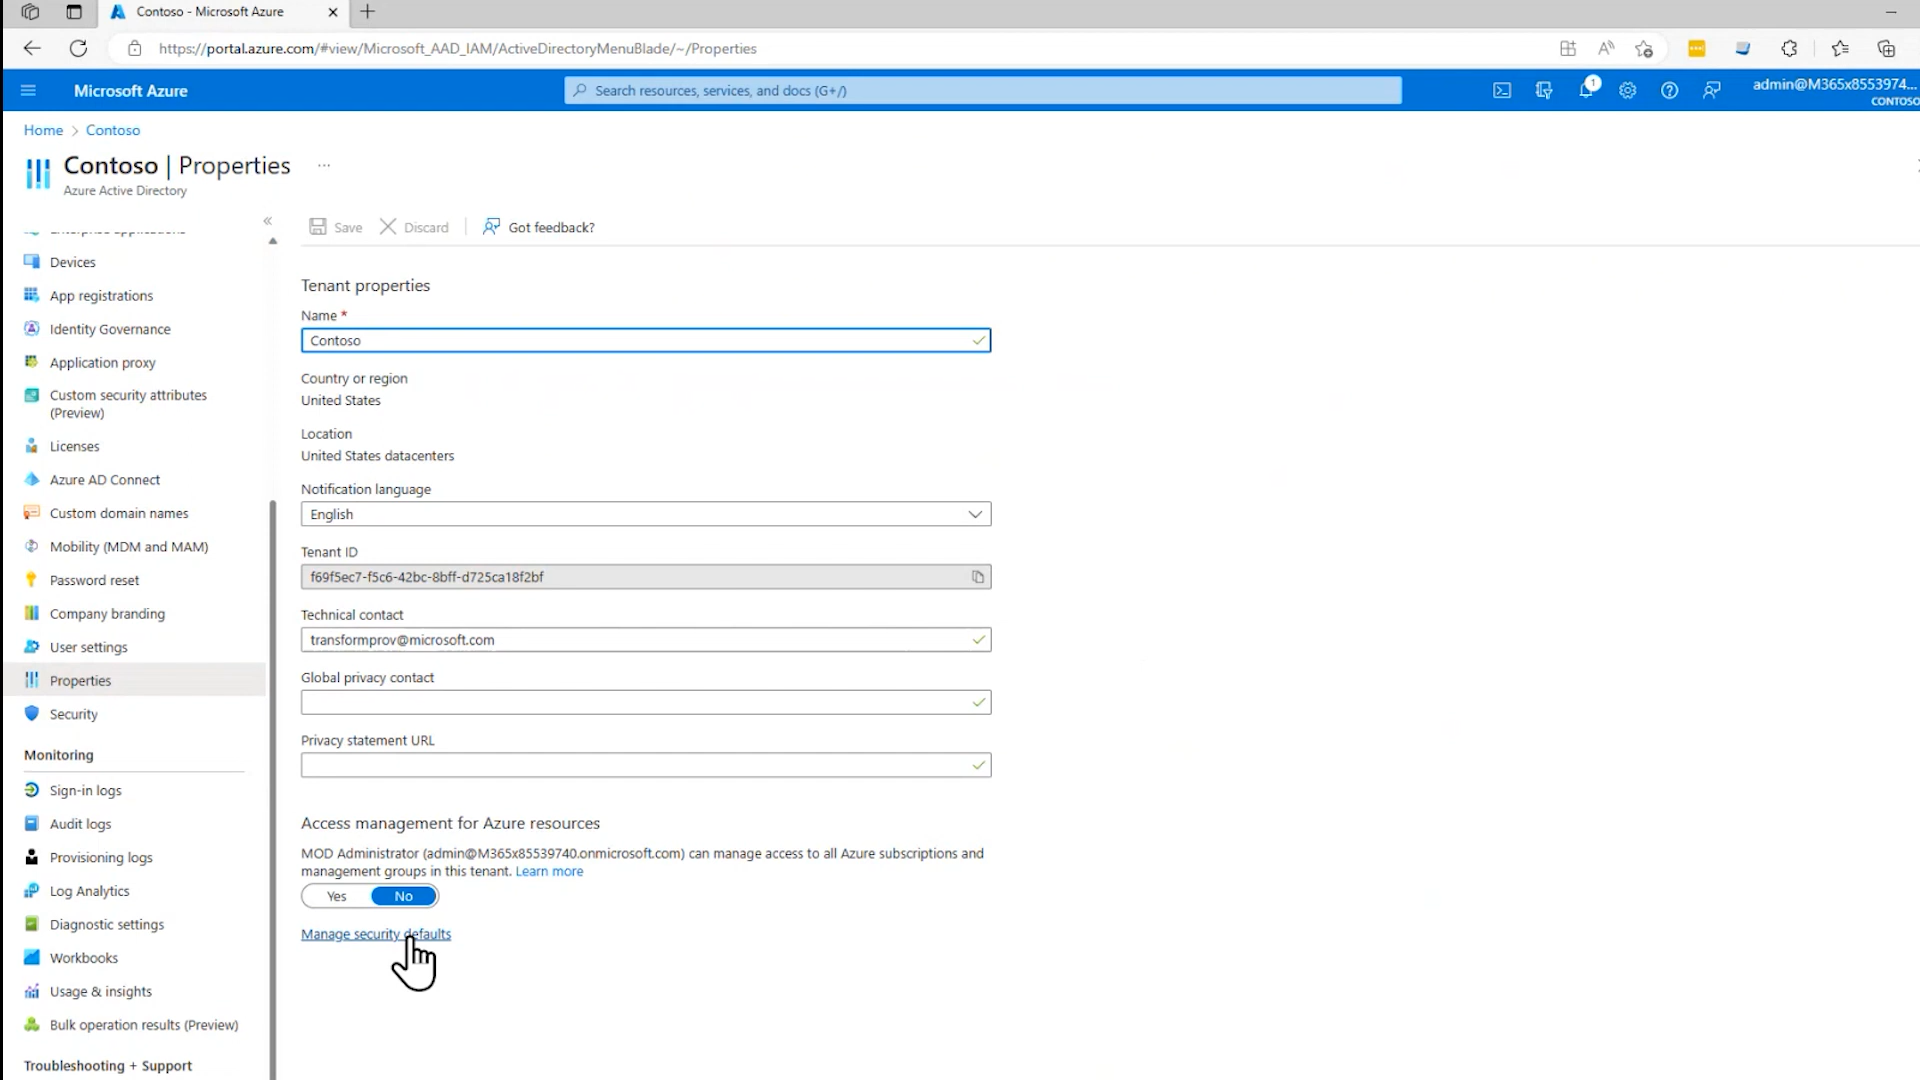 Contoso - Microsoft Azure
https://portal.azure.com/#view/Microsoft_AAD_IAM/ActiveDirectoryMenuBlade/~/Properties
Microsoft Azure
Search resources, services, and docs (G+/)
1
admin@M365x8553974...
CONTOSO
Home > Contoso
Contoso | Properties
...
Azure Active Directory
Enterprise applications
Devices
App registrations
Identity Governance
Application proxy
Custom security attributes
(Preview)
Licenses
Azure AD Connect
Custom domain names
Mobility (MDM and MAM)
Password reset
Company branding
User settings
Properties
Security
Monitoring
Sign-in logs
Audit logs
Provisioning logs
Log Analytics
Diagnostic settings
Workbooks
Usage & insights
Bulk operation results (Preview)
Troubleshooting + Support
Save
Discard
Got feedback?
Tenant properties
Name *
Contoso
Country or region
United States
Location
United States datacenters
Notification language
English
Tenant ID
f69f5ec7-f5c6-42bc-8bff-d725ca18f2bf
Technical contact
transformprov@microsoft.com
Global privacy contact
Privacy statement URL
Access management for Azure resources
MOD Administrator (admin@M365x85539740.onmicrosoft.com) can manage access to all Azure subscriptions and
management groups in this tenant. Learn more
Yes
No
Manage security defaults